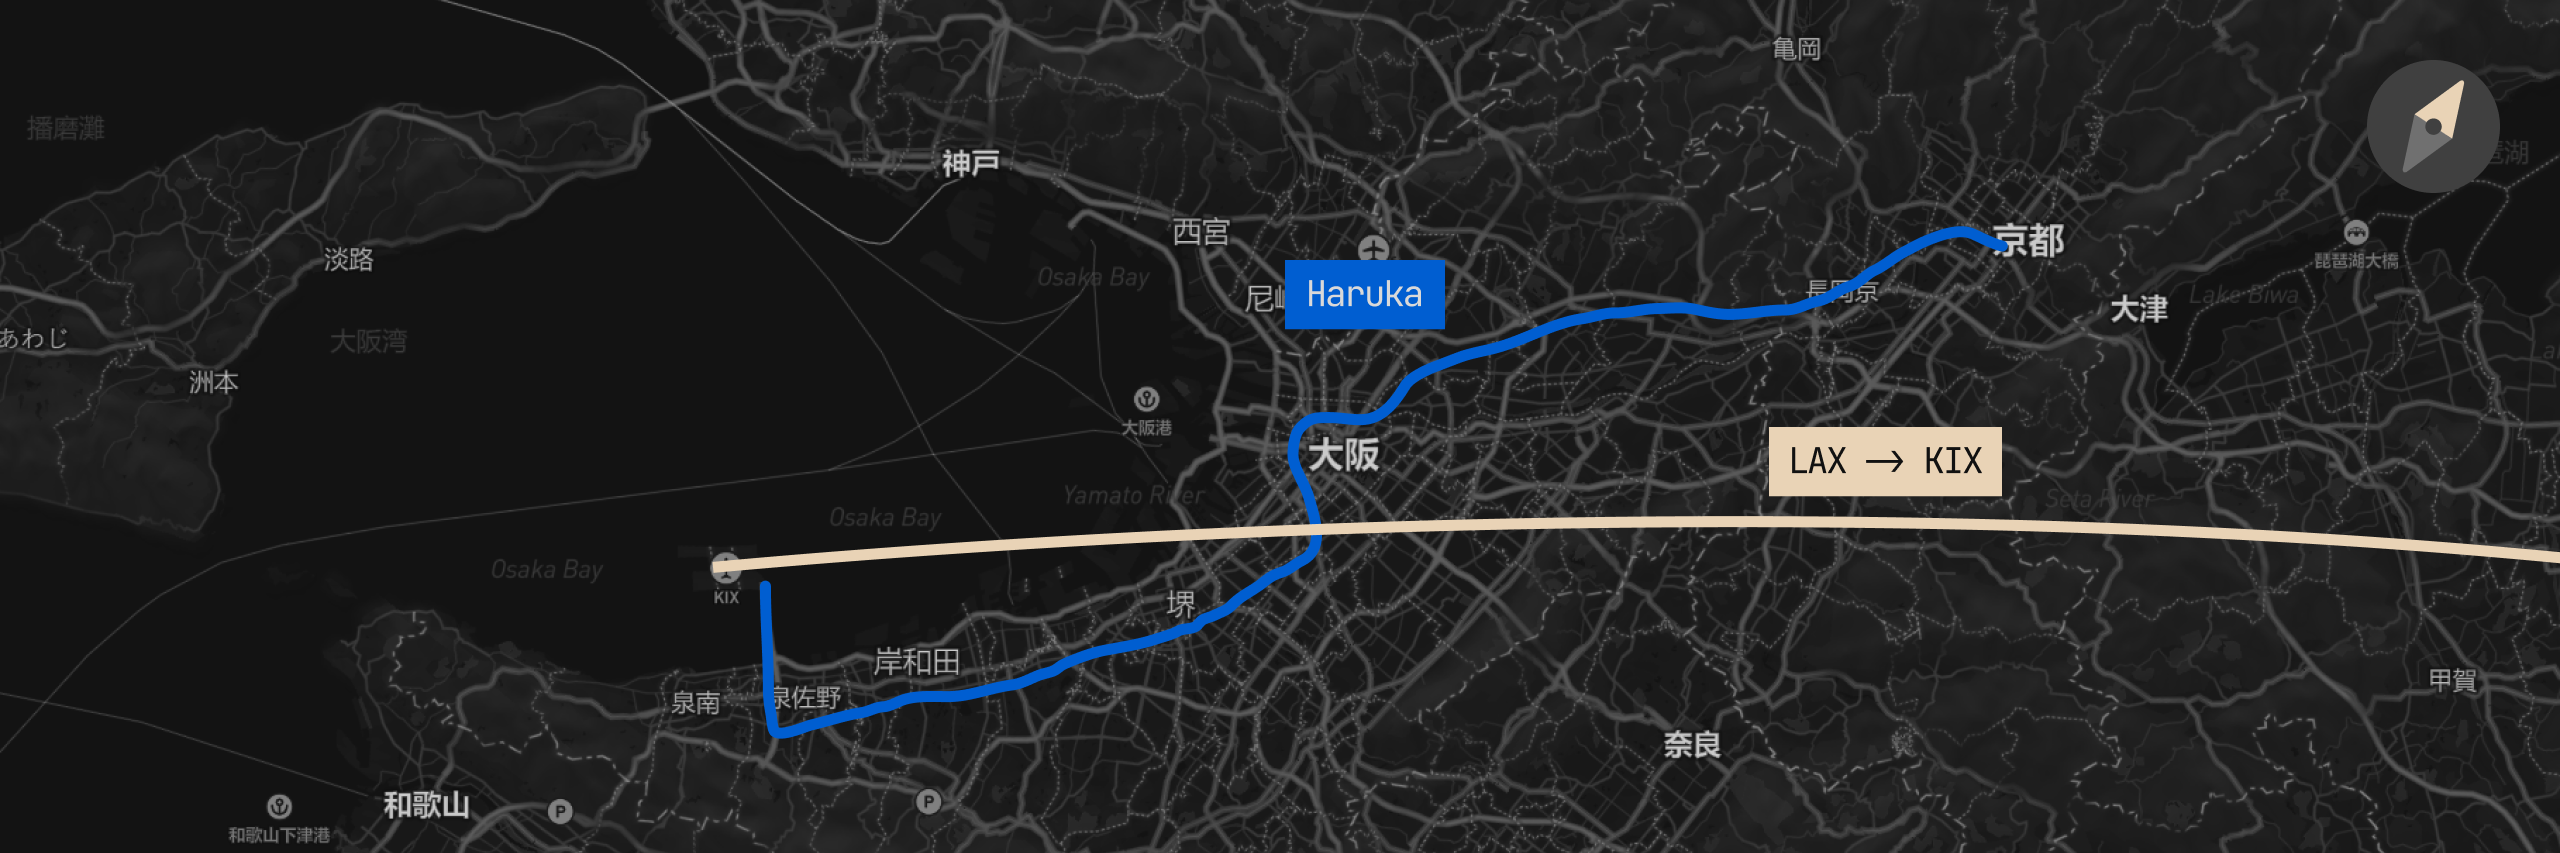 亀岡
播磨灘
琶湖
神戸
西宮
京都
淡路
琵琶湖大橋
Osaka Bay
長岡京
Haruka
Lake Biwa
大津
あわじ
大阪湾
洲本
大阪港
大阪
LAX → KIX
Yamato River
Seta River
Osaka Bay
Osaka Bay
KIX
堺
岸和田
泉南
泉佐野
甲賀
奈良
和歌山
P
P
和歌山下津港